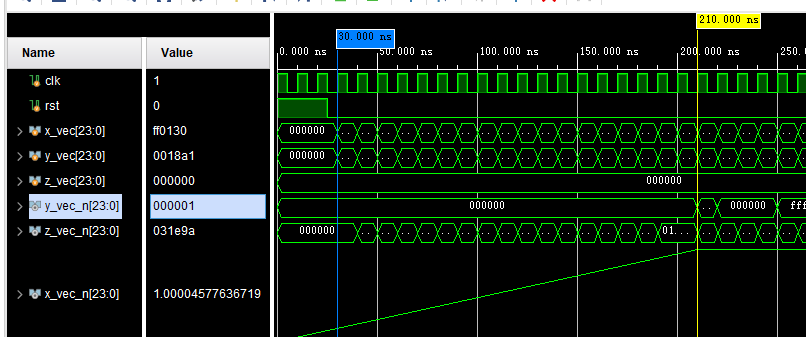 210.000 ns
30.000 ns
Name Value
0.000 ns 50.000 ns 100.000 ns 150.000 ns 200.000 ns 250.
clk 1
rst 0
x_vec[23:0] ff0130 000000
y_vec[23:0] 0018a1 000000
z_vec[23:0] 000000 000000
y_vec_n[23:0] 000001 000000 000000 fff
z_vec_n[23:0] 031e9a 000000 01...
x_vec_n[23:0] 1.00004577636719